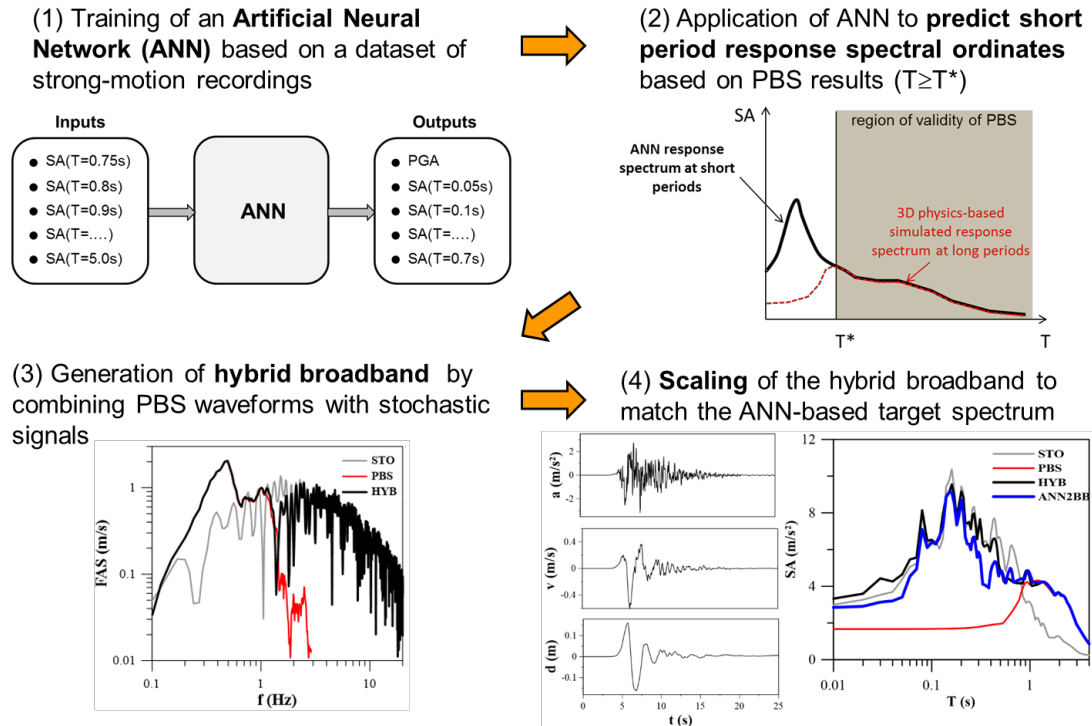 (1) Training of an Artificial Neural
Network (ANN) based on a dataset of
strong-motion recordings
Inputs
● SA(T=0.75s)
● SA(T=0.8s)
● SA(T=0.9s)
● SA(T=....)
● SA(T=5.0s)
ANN
Outputs
● PGA
● SA(T=0.05s)
● SA(T=0.1s)
● SA(T=....)
● SA(T=0.7s)
(2) Application of ANN to predict short
period response spectral ordinates
based on PBS results (T≥T*)
SA
region of validity of PBS
ANN response
spectrum at short
periods
3D physics-based
simulated response
spectrum at long periods
T*
T
(3) Generation of hybrid broadband by
combining PBS waveforms with stochastic
signals
STO
PBS
HYB
FAS (m/s)
1
0.1
0.01
0.1
1
10
f (Hz)
(4) Scaling of the hybrid broadband to
match the ANN-based target spectrum
a (m/s²)
2
0
-2
v (m/s)
0.4
0
-0.4
d (m)
0.1
0
-0.1
0
5
10
15
20
25
t (s)
STO
PBS
HYB
ANN2BB
SA (m/s²)
12
8
4
0
0.01
0.1
1
T (s)